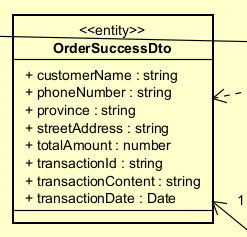 <<entity>>
OrderSuccessDto
+ customerName : string
+ phoneNumber : string
+ province : string
+ streetAddress : string
+ totalAmount : number
+ transactionId : string
+ transactionContent : string
+ transactionDate : Date
1